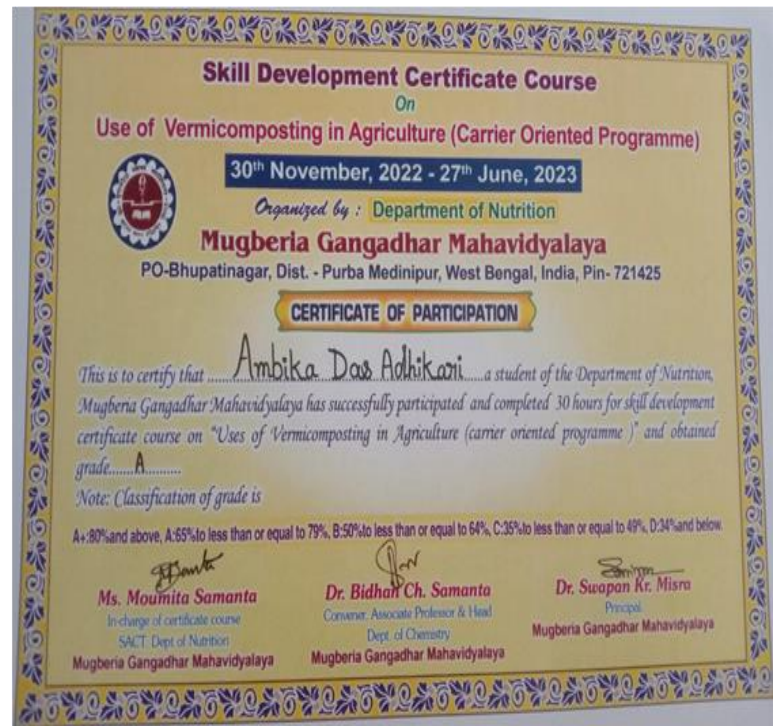 Skill Development Certificate Course
On
Use of Vermicomposting in Agriculture (Carrier Oriented Programme)
30th November, 2022 - 27th June, 2023
Organized by : Department of Nutrition
Mugberia Gangadhar Mahavidyalaya
PO-Bhupatinagar, Dist. - Purba Medinipur, West Bengal, India, Pin- 721425
CERTIFICATE OF PARTICIPATION
This is to certify that ...... Ambika Das Adhikari ...... a student of the Department of Nutrition,
Mugberia Gangadhar Mahavidyalaya has successfully participated and completed 30 hours for skill development
certificate course on "Uses of Vermicomposting in Agriculture (carrier oriented programme )" and obtained
grade.......A..........
Note: Classification of grade is
A+:80%and above, A:65%to less than or equal to 79%, B:50%to less than or equal to 64%, C:35%to less than or equal to 49%, D:34%and below
Ms. Moumita Samanta
In-charge of certificate course
SACT Dept of Nutrition
Mugberia Gangadhar Mahavidyalaya
Dr. Bidhan Ch. Samanta
Convener, Associate Professor & Head
Dept. of Chemistry
Mugberia Gangadhar Mahavidyalaya
Dr. Swapan Kr. Misra
Principal
Mugberia Gangadhar Mahavidyalaya